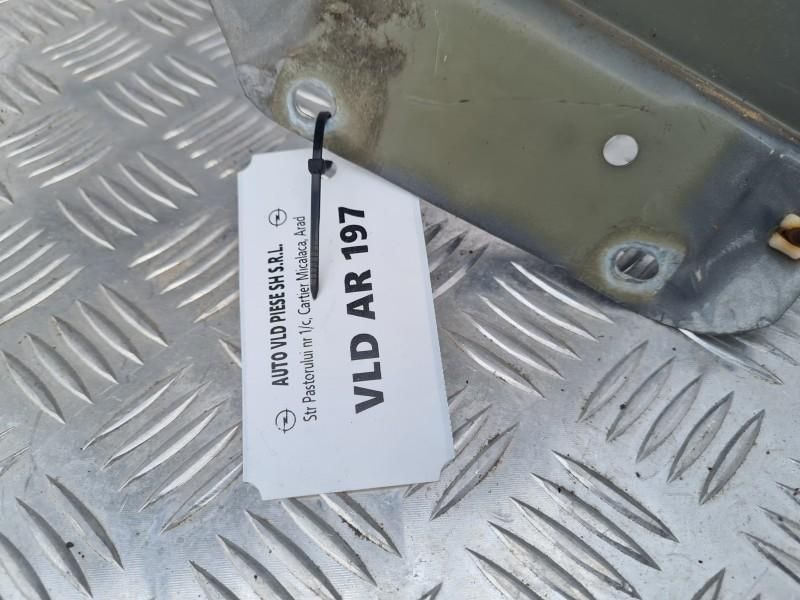 AUTO VLD PIESE SH S.R.L.
Str Pastorului nr 1/c, Cartier Micalaca, Arad
VLD AR 197